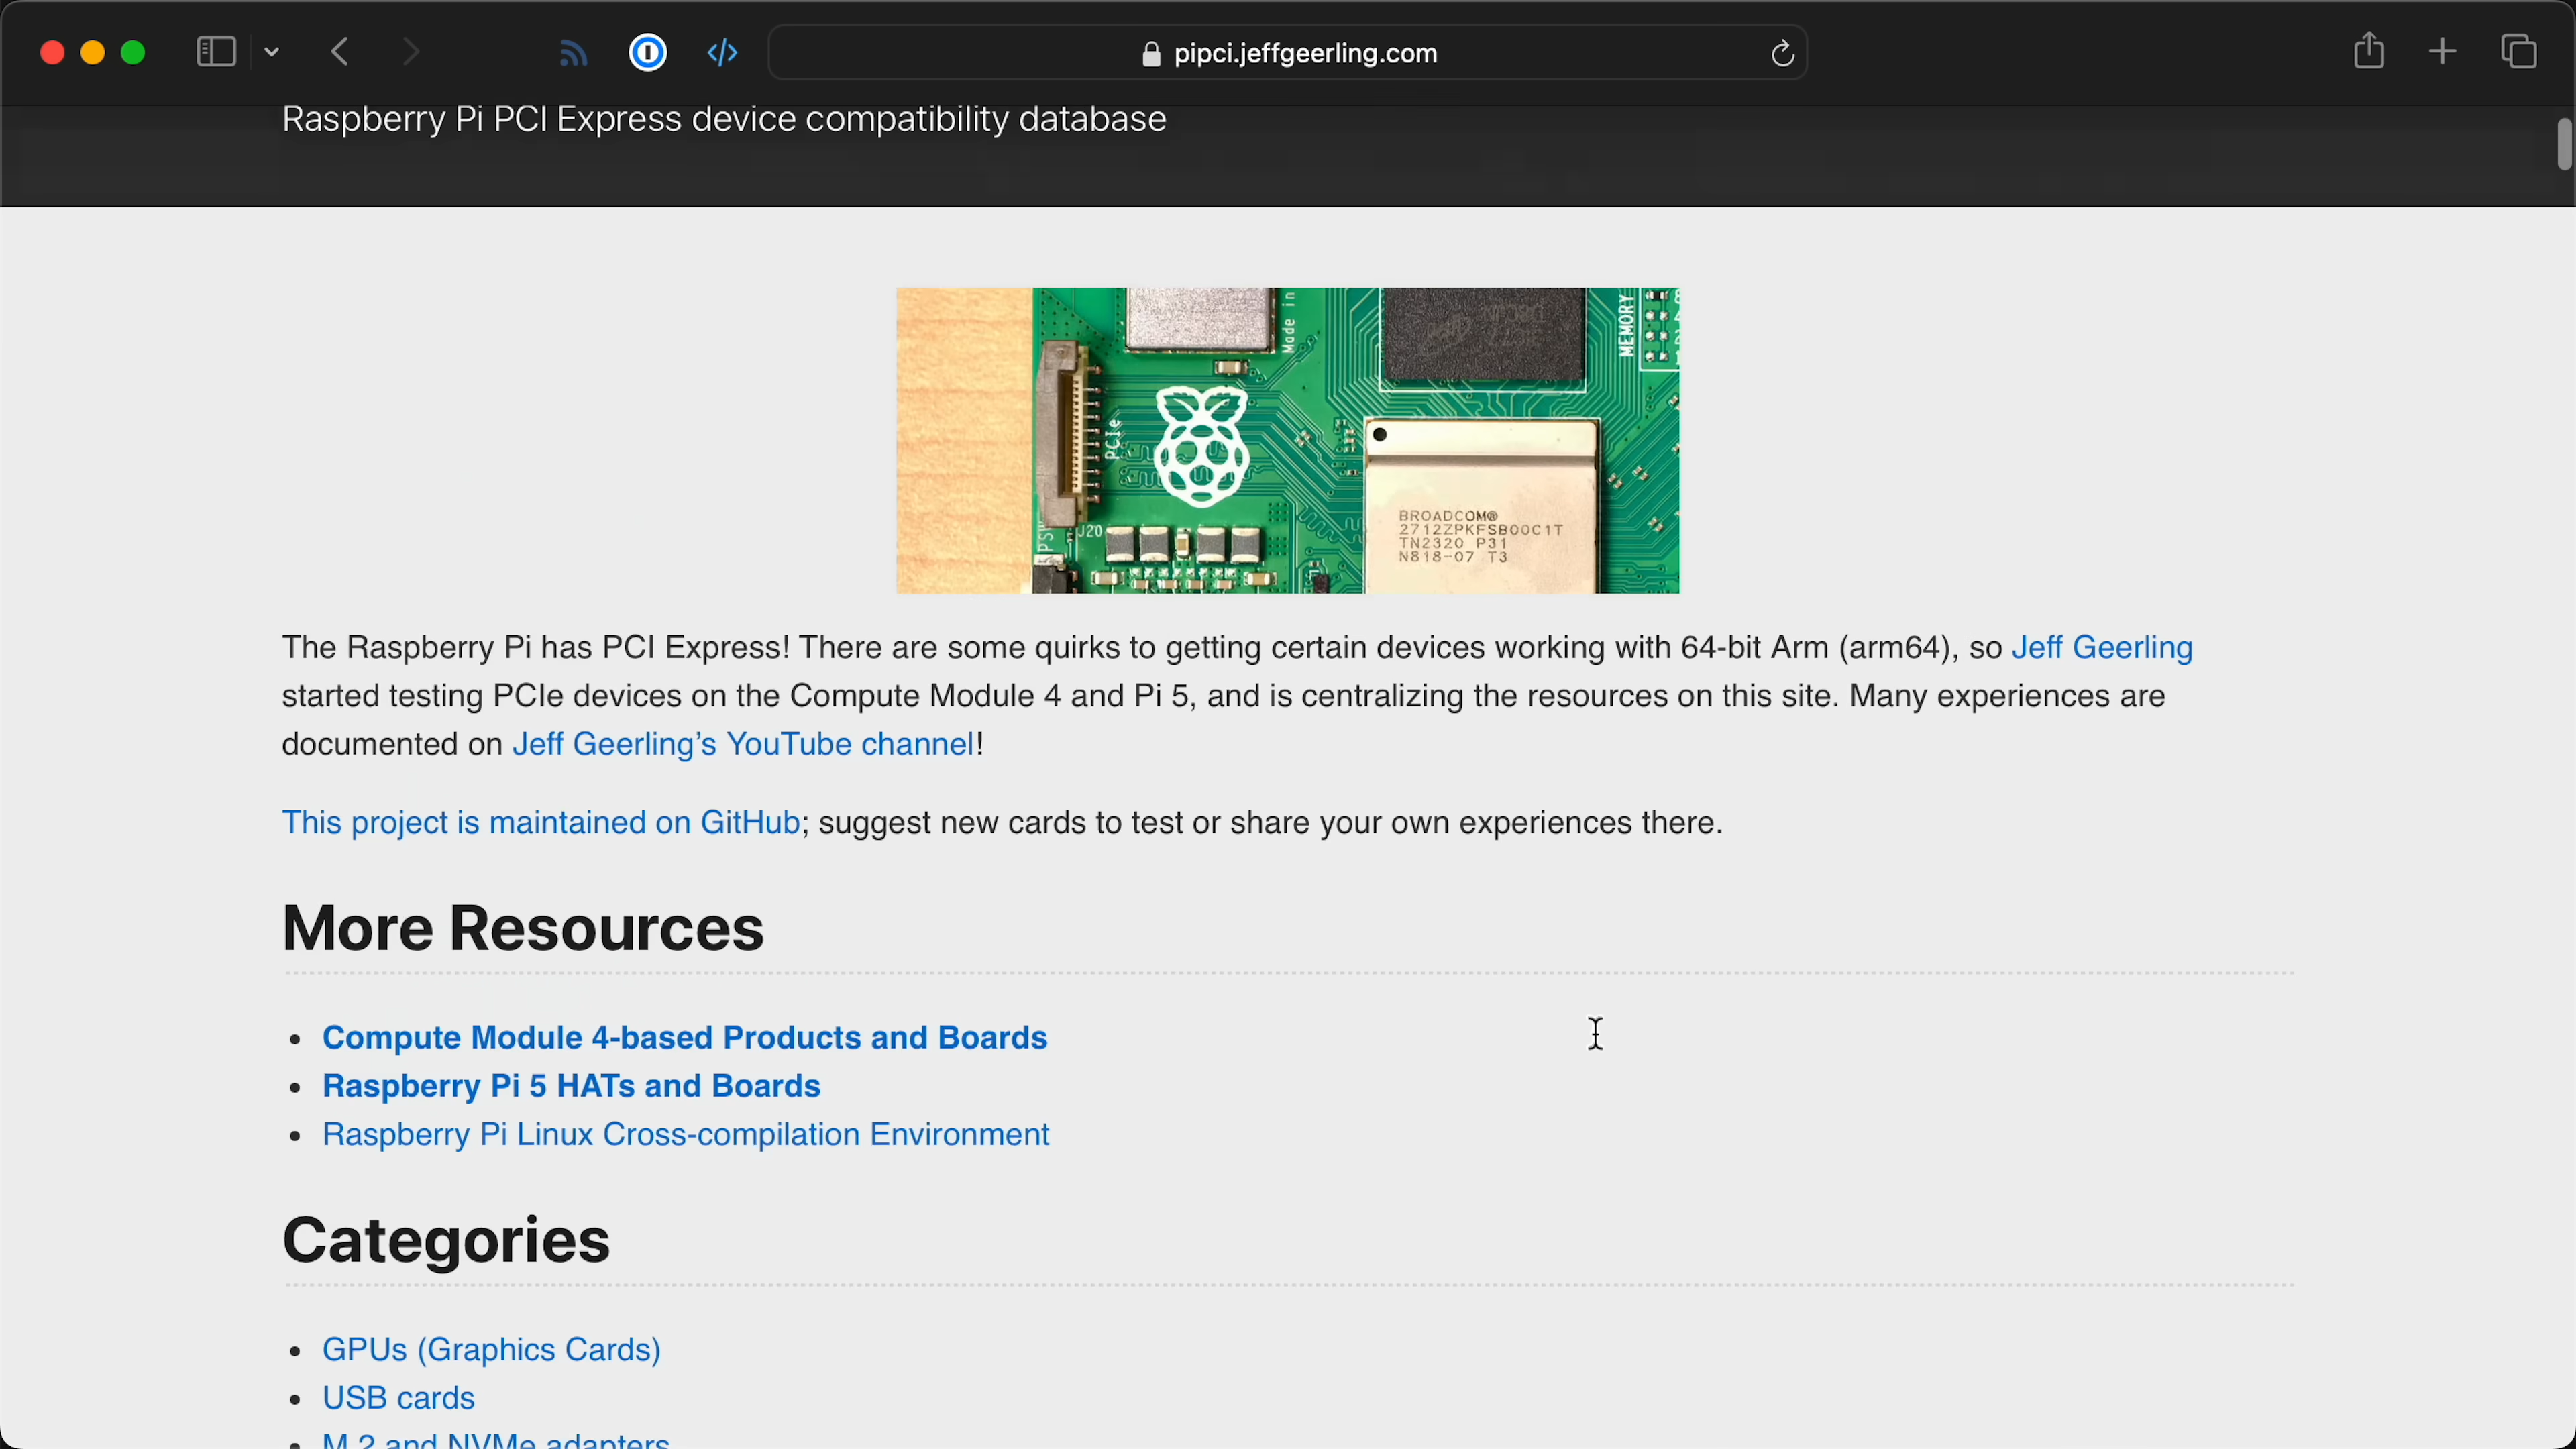 pipci.jeffgeerling.com
Raspberry Pi PCI Express device compatibility database
Made in
MEMORY
PCIe
J20
BROADCOM®
2712ZPKFSB00C1T
TN2320 P31
N818-07 T3
The Raspberry Pi has PCI Express! There are some quirks to getting certain devices working with 64-bit Arm (arm64), so Jeff Geerling
started testing PCIe devices on the Compute Module 4 and Pi 5, and is centralizing the resources on this site. Many experiences are
documented on Jeff Geerling’s YouTube channel!
This project is maintained on GitHub; suggest new cards to test or share your own experiences there.
More Resources
• Compute Module 4-based Products and Boards
• Raspberry Pi 5 HATs and Boards
• Raspberry Pi Linux Cross-compilation Environment
Categories
• GPUs (Graphics Cards)
• USB cards
• M.2 and NVMe adapters